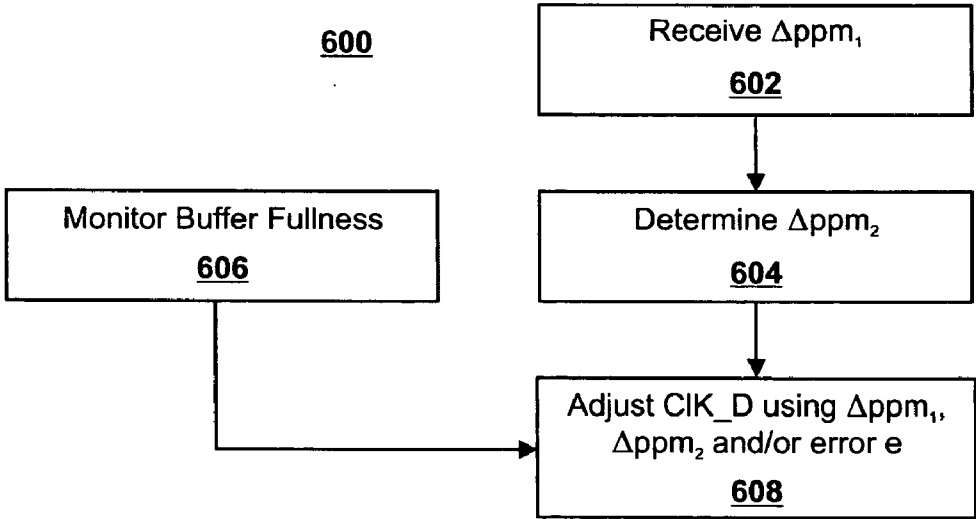 600
Receive Δppm₁
602
Monitor Buffer Fullness
606
Determine Δppm₂
604
Adjust ClK_D using Δppm₁,
Δppm₂ and/or error e
608